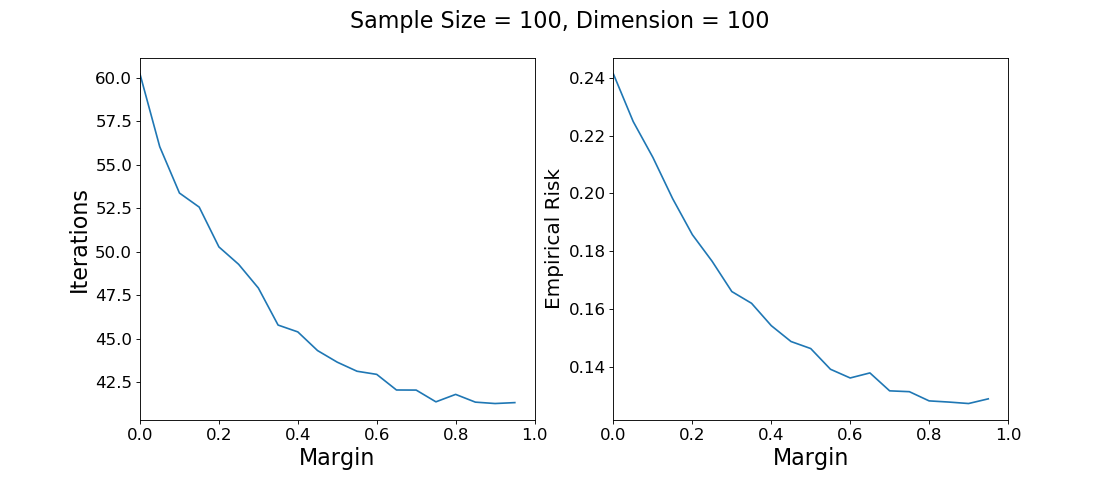 Sample Size = 100, Dimension = 100
Iterations
60.0
57.5
55.0
52.5
50.0
47.5
45.0
42.5
0.0 0.2 0.4 0.6 0.8 1.0
Margin
Empirical Risk
0.24
0.22
0.20
0.18
0.16
0.14
0.0 0.2 0.4 0.6 0.8 1.0
Margin